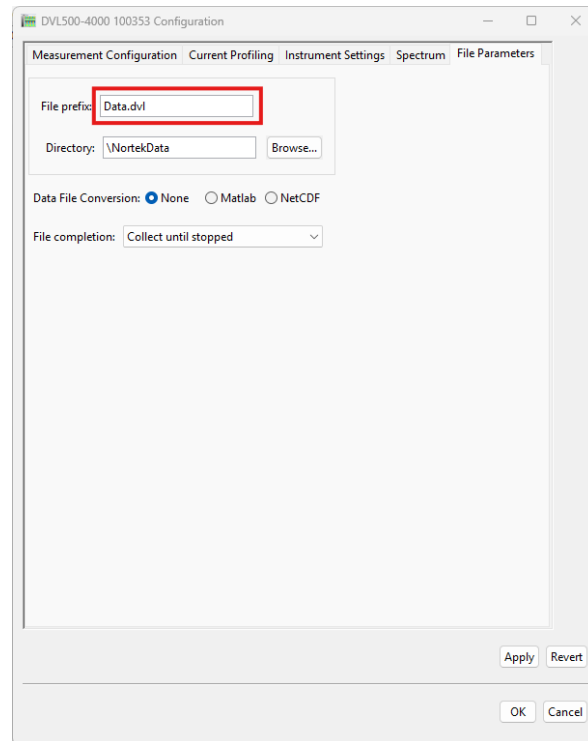 DVL500-4000 100353 Configuration
Measurement Configuration Current Profiling Instrument Settings Spectrum File Parameters
File prefix: Data.dvl
Directory: \NortekData Browse...
Data File Conversion: None Matlab NetCDF
File completion: Collect until stopped
Apply Revert
OK Cancel